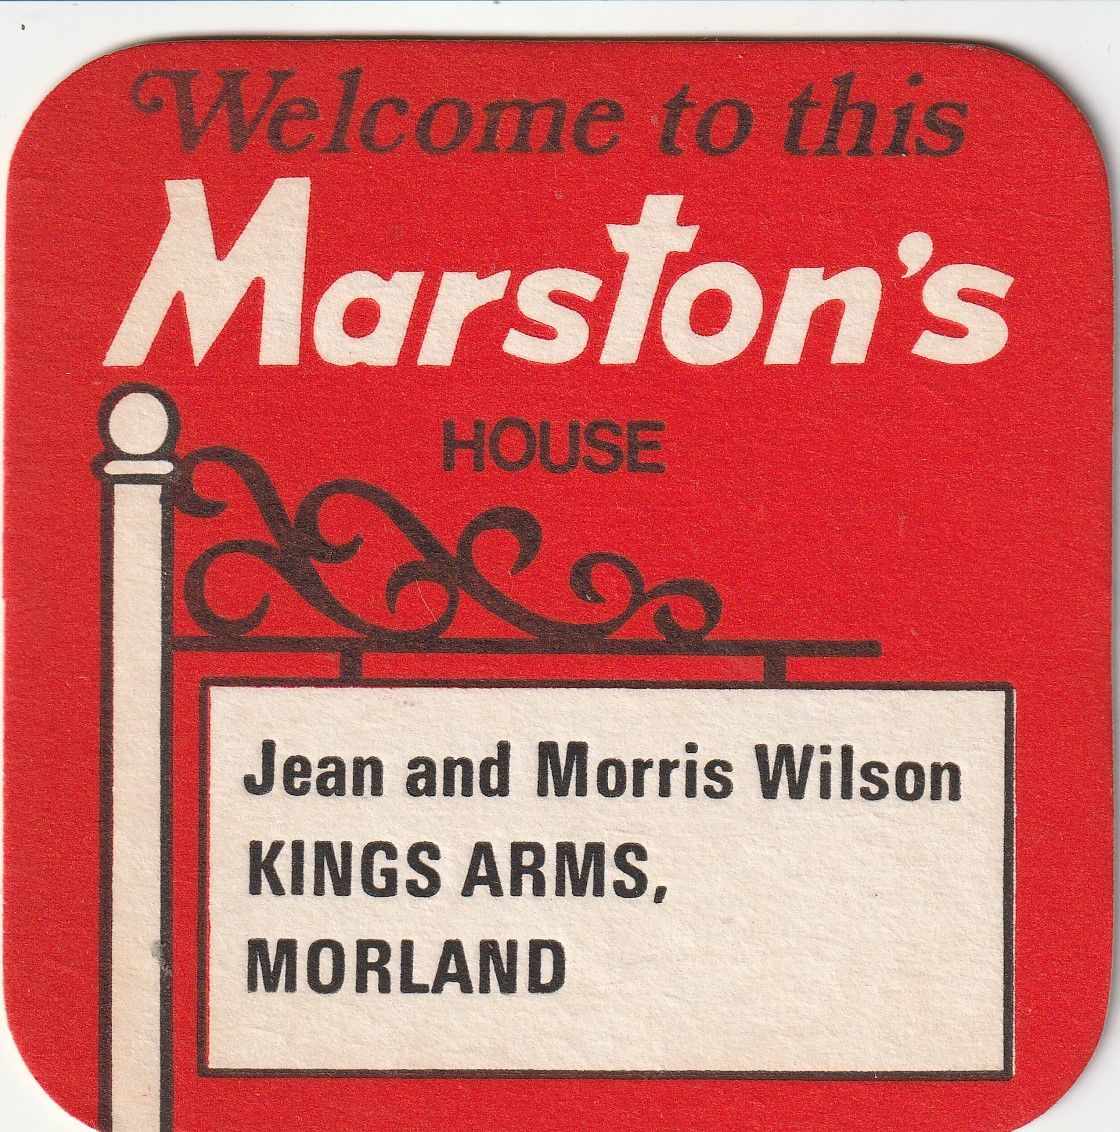 Welcome to this
Marston's
HOUSE
Jean and Morris Wilson
KINGS ARMS,
MORLAND